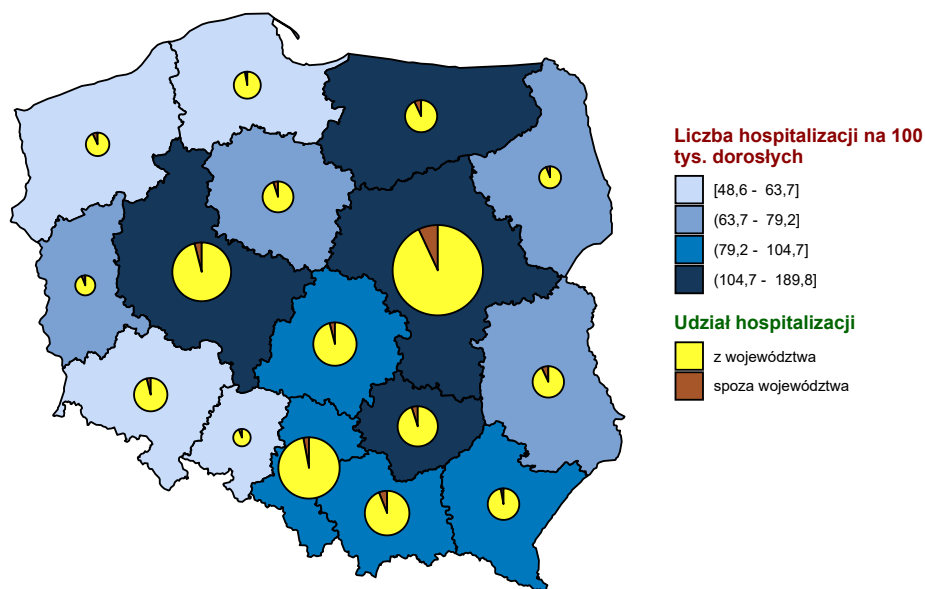 Liczba hospitalizacji na 100
tys. dorosłych
[48,6 - 63,7]
(63,7 - 79,2]
(79,2 - 104,7]
(104,7 - 189,8]
Udział hospitalizacji
z województwa
spoza województwa